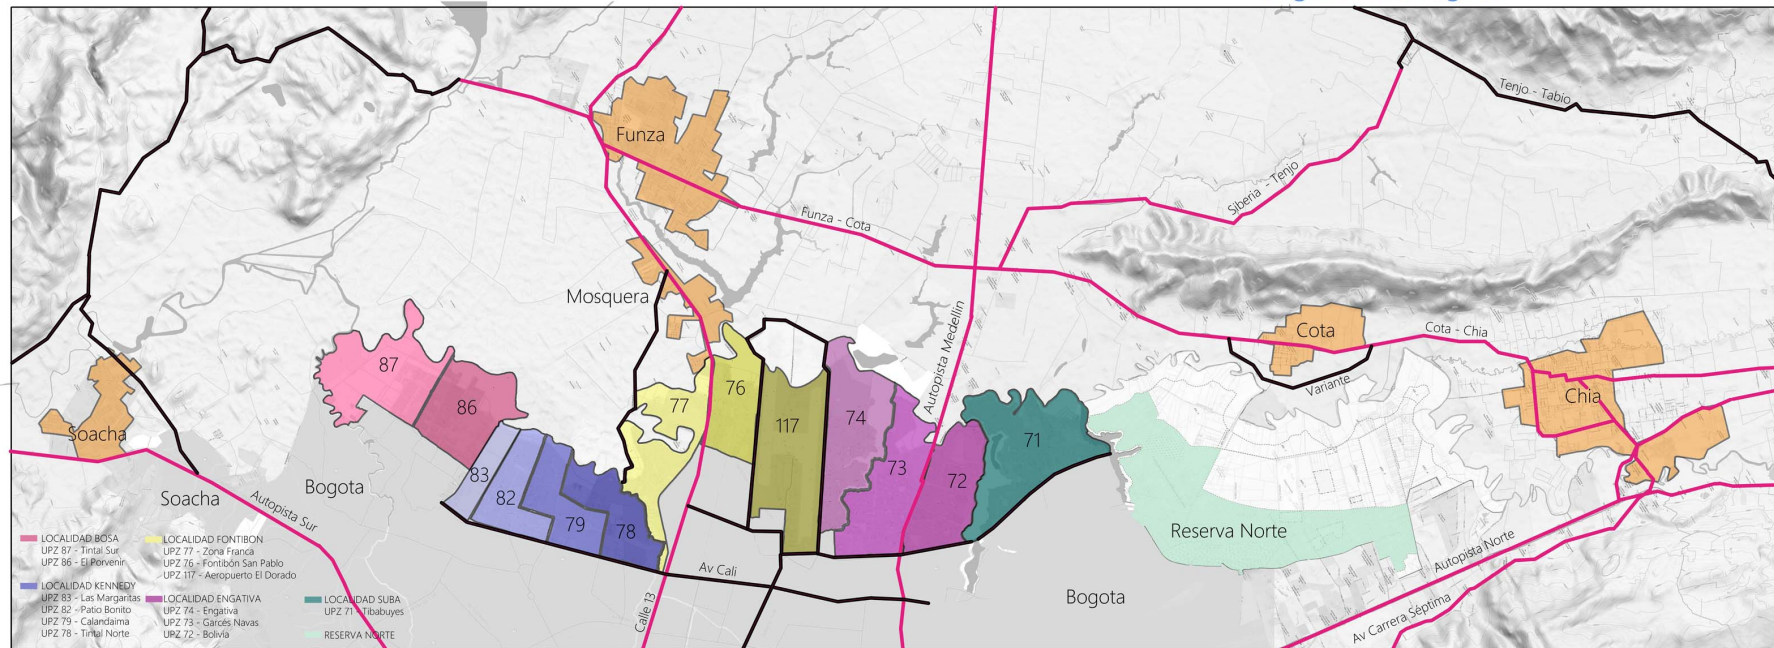 Tenjo - Tabio
Funza
Siberia - Tenjo
Funza - Cota
Mosquera
Autopista Medellin
Cota
Cota - Chia
87
76
Variante
Chia
77
86
117
74
Soacha
71
73
83
72
82
Bogota
Soacha
Autopista Sur
79
78
Reserva Norte
Autopista Norte
Av Cali
Bogota
Calle 13
Av Carrera Séptima
LOCALIDAD BOSA
UPZ 87 - Tintal Sur
UPZ 86 - El Porvenir
LOCALIDAD KENNEDY
UPZ 83 - Las Margaritas
UPZ 82 - Patio Bonito
UPZ 79 - Calandaima
UPZ 78 - Tintal Norte
LOCALIDAD FONTIBON
UPZ 77 - Zona Franca
UPZ 76 - Fontibón San Pablo
UPZ 117 - Aeropuerto El Dorado
LOCALIDAD ENGATIVA
UPZ 74 - Engativa
UPZ 73 - Garcés Navas
UPZ 72 - Bolivia
LOCALIDAD SUBA
UPZ 71 - Tibabuyes
RESERVA NORTE